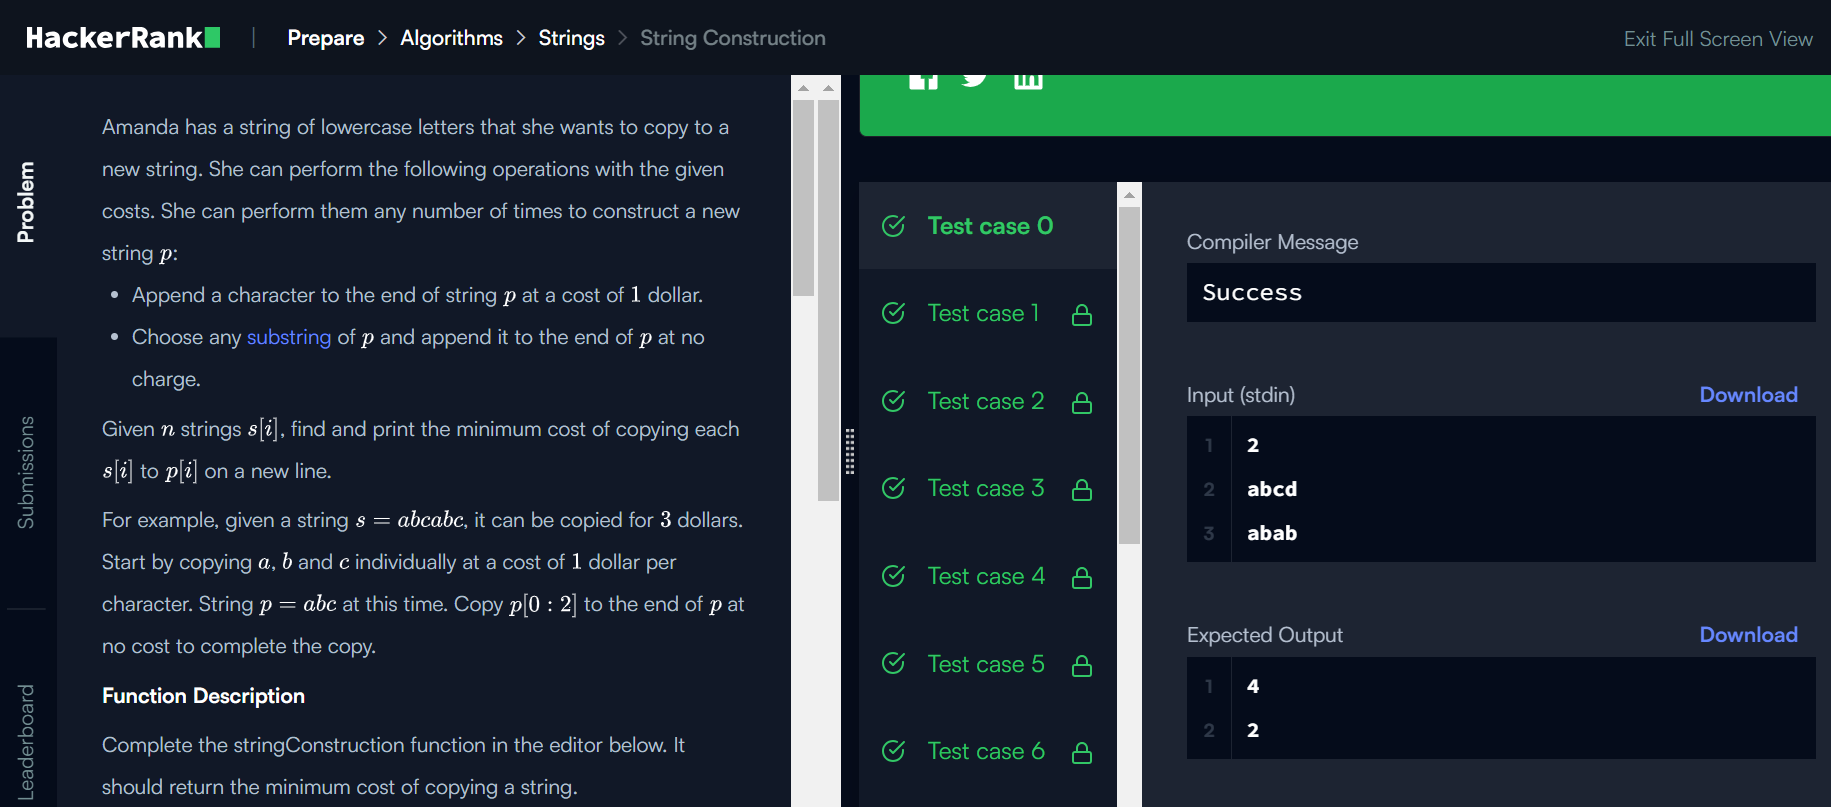 HackerRank | Prepare > Algorithms > Strings > String Construction Exit Full Screen View
Problem
Submissions
Leaderboard
Amanda has a string of lowercase letters that she wants to copy to a
new string. She can perform the following operations with the given
costs. She can perform them any number of times to construct a new
string p:
• Append a character to the end of string p at a cost of 1 dollar.
• Choose any substring of p and append it to the end of p at no
charge.
Given n strings s[i], find and print the minimum cost of copying each
s[i] to p[i] on a new line.
For example, given a string s = abcabc, it can be copied for 3 dollars.
Start by copying a, b and c individually at a cost of 1 dollar per
character. String p = abc at this time. Copy p[0 : 2] to the end of p at
no cost to complete the copy.
Function Description
Complete the stringConstruction function in the editor below. It
should return the minimum cost of copying a string.
Test case 0
Test case 1
Test case 2
Test case 3
Test case 4
Test case 5
Test case 6
Compiler Message
Success
Input (stdin) Download
1 2
2 abcd
3 abab
Expected Output Download
1 4
2 2